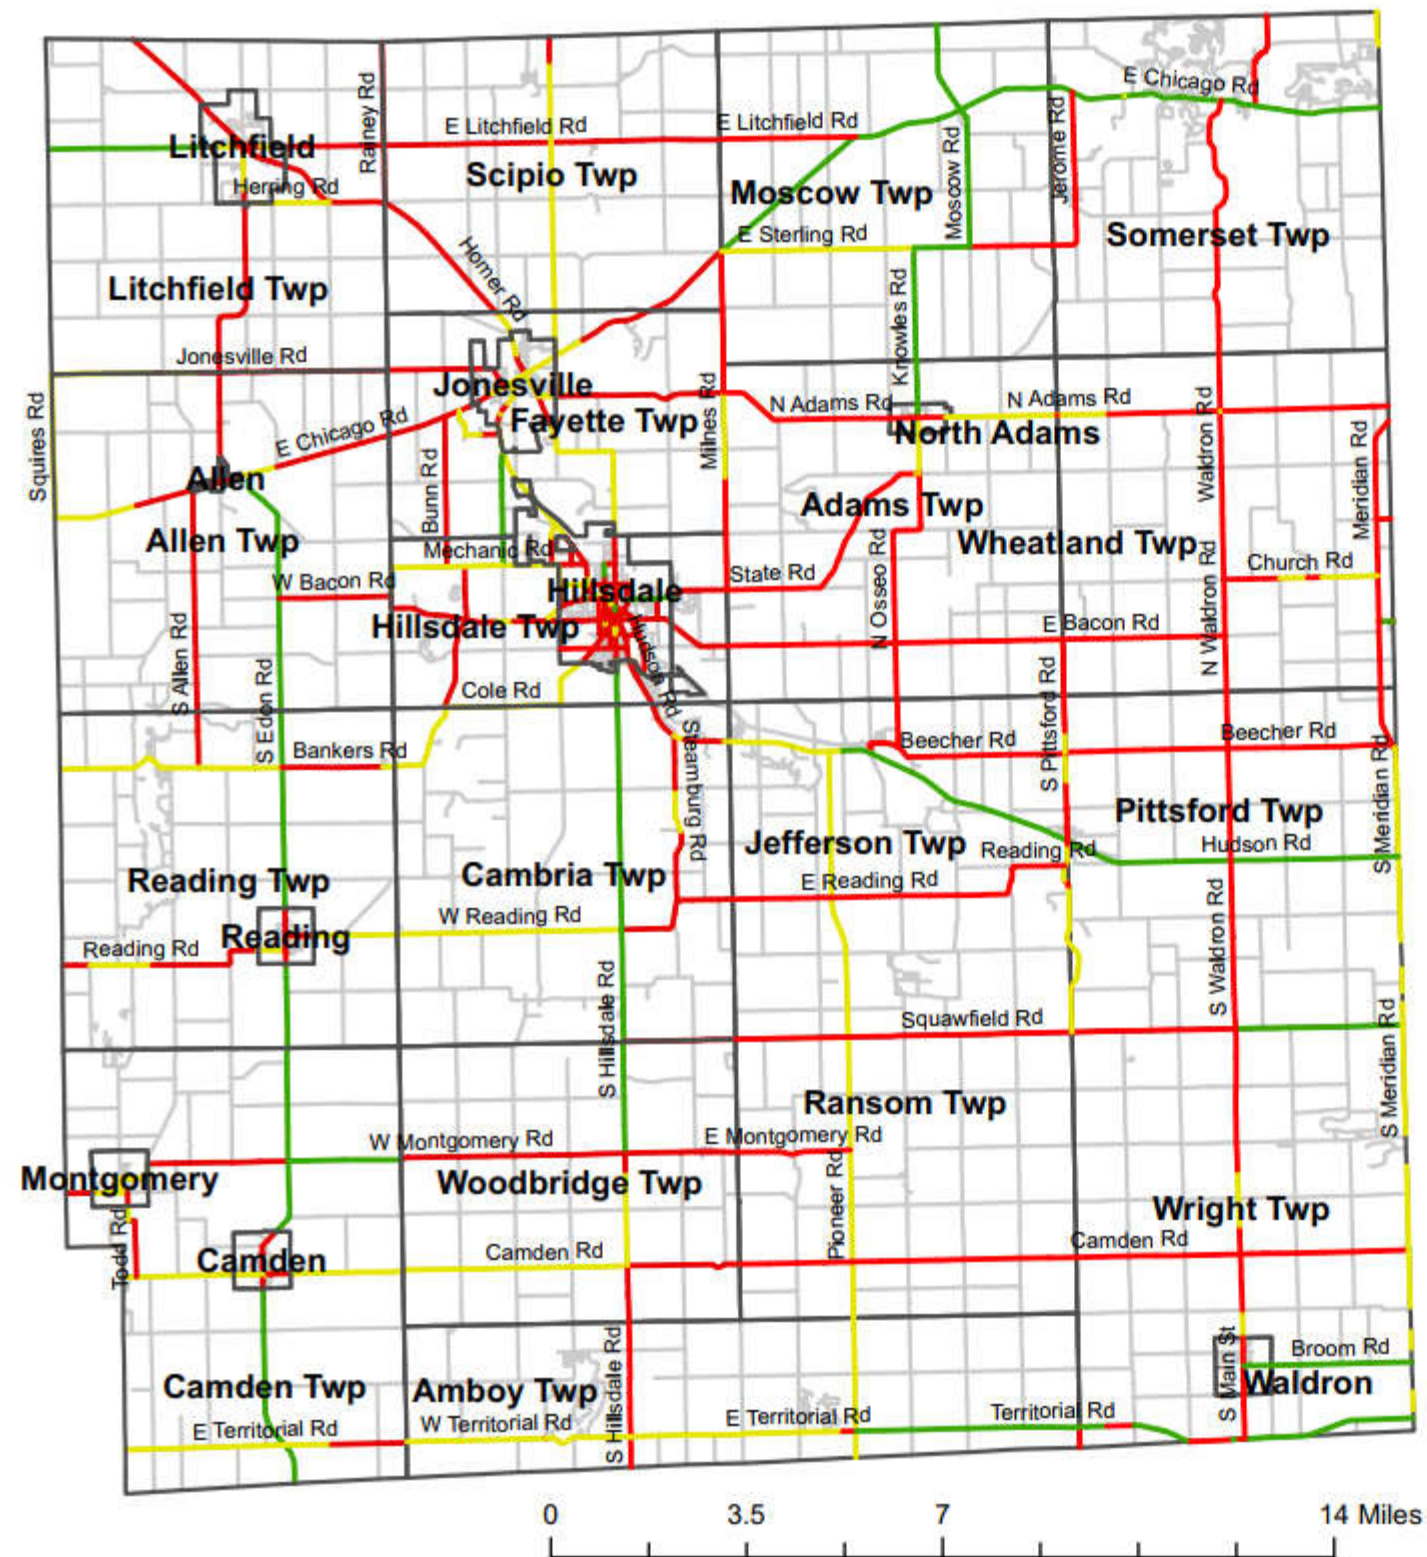 E Chicago Rd
Rainey Rd
E Litchfield Rd
E Litchfield Rd
Litchfield
Jerome Rd
Moscow Rd
Scipio Twp
Herring Rd
Moscow Twp
E Sterling Rd
Somerset Twp
Homer Rd
Litchfield Twp
Knowles Rd
Jonesville Rd
Jonesville
Squires Rd
Milnes Rd
N Adams Rd
N Adams Rd
Waldron Rd
E Chicago Rd
Fayette Twp
North Adams
Meridian Rd
Allen
Bunn Rd
Adams Twp
Allen Twp
Mechanic Rd
Wheatland Twp
N Osseo Rd
W Bacon Rd
State Rd
Church Rd
Hillsdale
N Waldron Rd
Hillsdale Twp
E Bacon Rd
S Allen Rd
Hudson Rd
S Edon Rd
Cole Rd
S Pittsford Rd
Bankers Rd
Steamburg Rd
Beecher Rd
Beecher Rd
S Meridian Rd
Pittsford Twp
Jefferson Twp
Reading Rd
Hudson Rd
Reading Twp
Cambria Twp
E Reading Rd
W Reading Rd
Reading
S Waldron Rd
Reading Rd
S Hillsdale Rd
Squawfield Rd
S Meridian Rd
Ransom Twp
W Montgomery Rd
E Montgomery Rd
Montgomery
Woodbridge Twp
Pioneer Rd
Wright Twp
Todd Rd
Camden
Camden Rd
Camden Rd
S Hillsdale Rd
S Main St
Broom Rd
Camden Twp
Amboy Twp
Waldron
E Territorial Rd
W Territorial Rd
E Territorial Rd
Territorial Rd
0 3.5 7 14 Miles